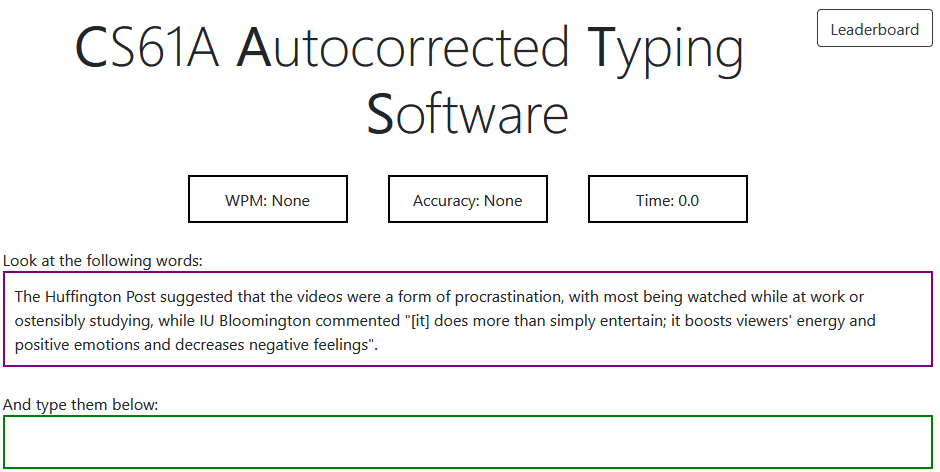 CS61A Autocorrected Typing
Software
Leaderboard
WPM: None
Accuracy: None
Time: 0.0
Look at the following words:
The Huffington Post suggested that the videos were a form of procrastination, with most being watched while at work or
ostensibly studying, while IU Bloomington commented "[it] does more than simply entertain; it boosts viewers' energy and
positive emotions and decreases negative feelings".
And type them below: